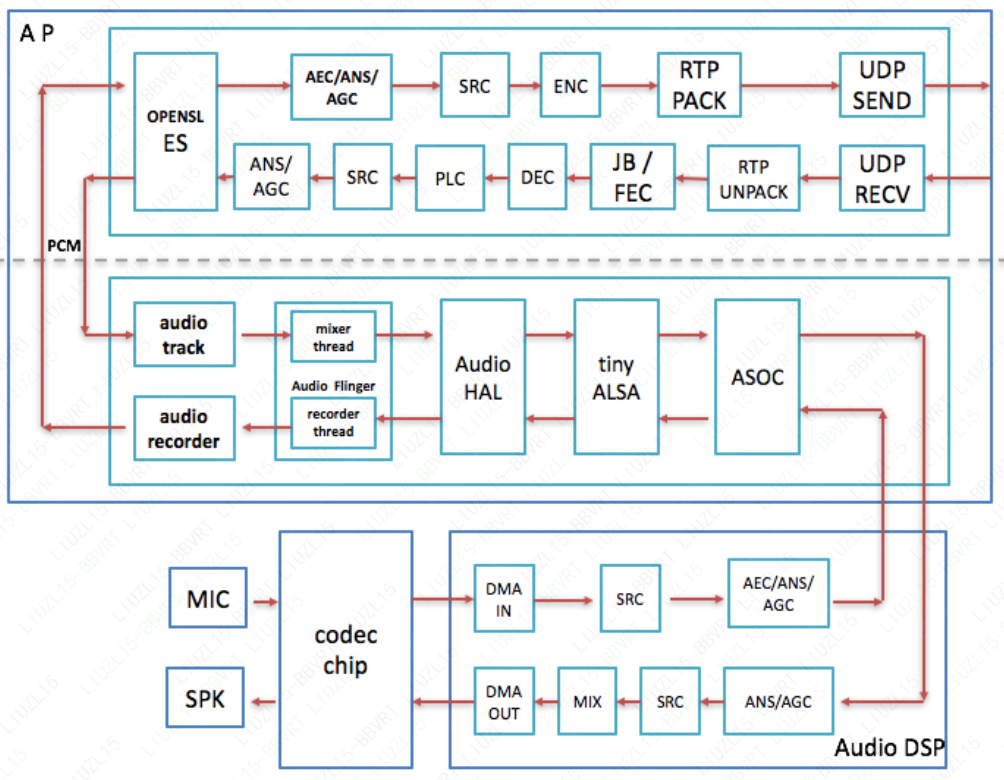 A P
OPENSL
ES
AEC/ANS/
AGC
SRC
ENC
RTP
PACK
UDP
SEND
ANS/
AGC
SRC
PLC
DEC
JB /
FEC
RTP
UNPACK
UDP
RECV
PCM
audio
track
mixer
thread
Audio Flinger
recorder
thread
audio
recorder
Audio
HAL
tiny
ALSA
ASOC
MIC
SPK
codec
chip
DMA
IN
SRC
AEC/ANS/
AGC
DMA
OUT
MIX
SRC
ANS/AGC
Audio DSP